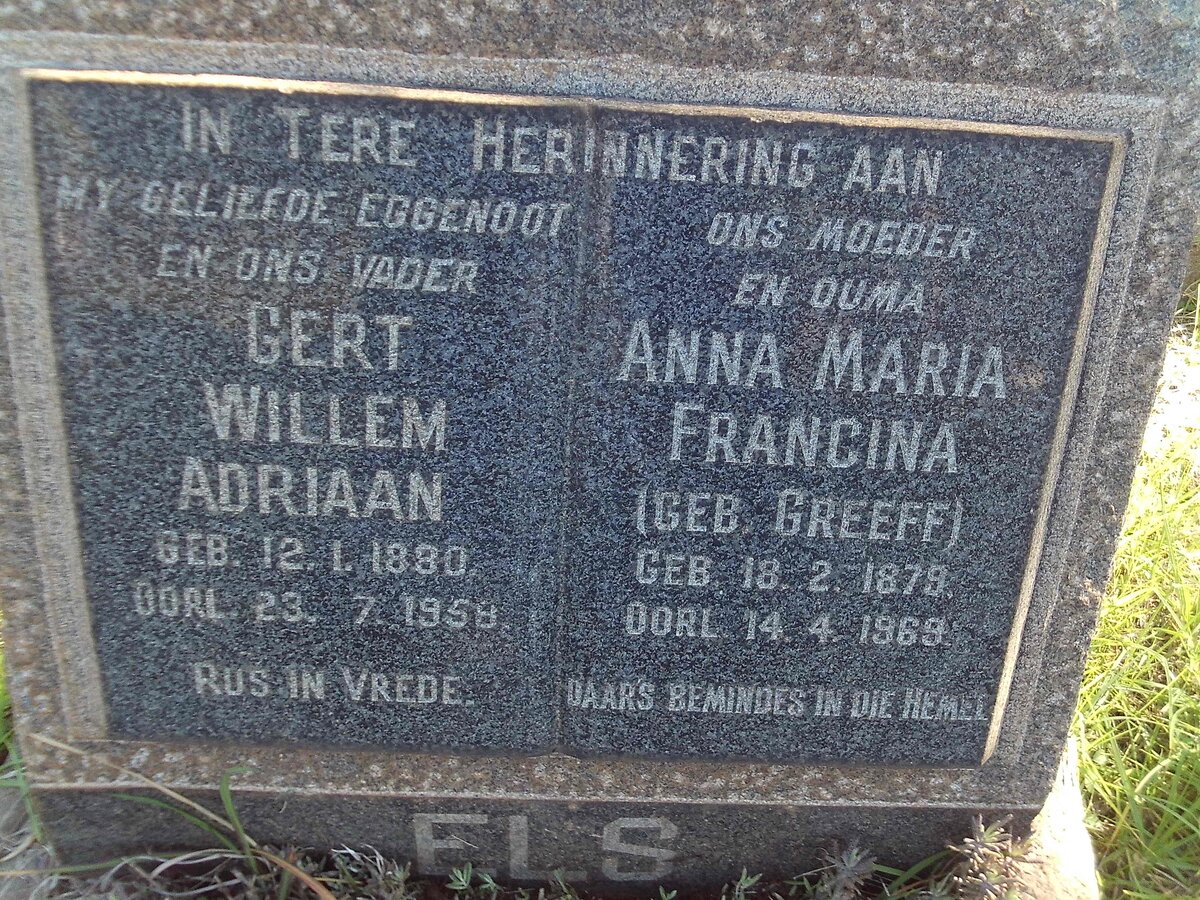 IN TERE HERINNERING AAN
MY GELIEFDE EGGENOOT
EN ONS VADER
GERT
WILLEM
ADRIAAN
GEB. 12. 1. 1880.
OORL. 23. 7. 1958.
RUS IN VREDE.
ONS MOEDER
EN OUMA
ANNA MARIA
FRANCINA
(GEB. GREEFF)
GEB. 18. 2. 1879.
OORL. 14. 4. 1969.
DAAR'S BEMINDES IN DIE HEMEL
ELS